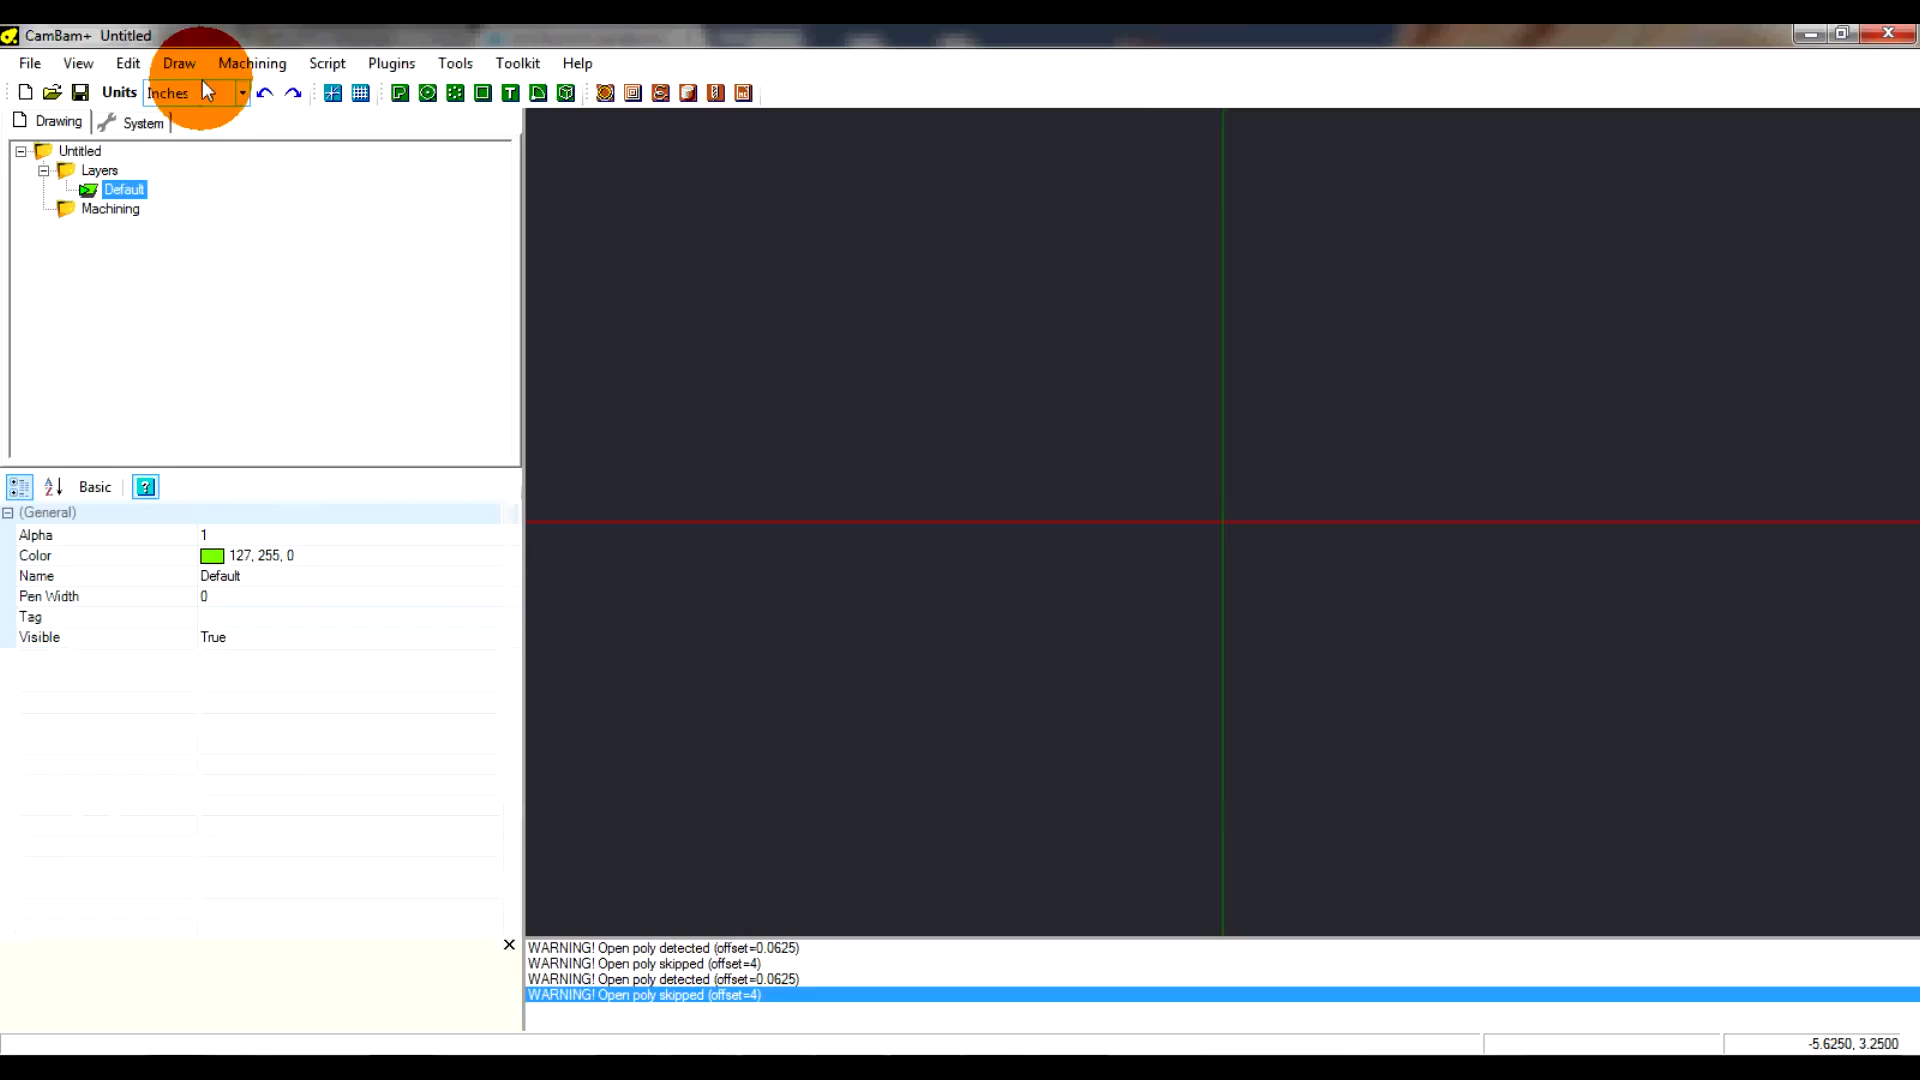 CamBam+ Untitled
File View Edit Draw Machining Script Plugins Tools Toolkit Help
Units Inches
Drawing System
Untitled
Layers
Default
Machining
Basic
(General)
Alpha 1
Color 127, 255, 0
Name Default
Pen Width 0
Tag
Visible True
WARNING! Open poly detected (offset=0.0625)
WARNING! Open poly skipped (offset=4)
WARNING! Open poly detected (offset=0.0625)
WARNING! Open poly skipped (offset=4)
-5.6250, 3.2500